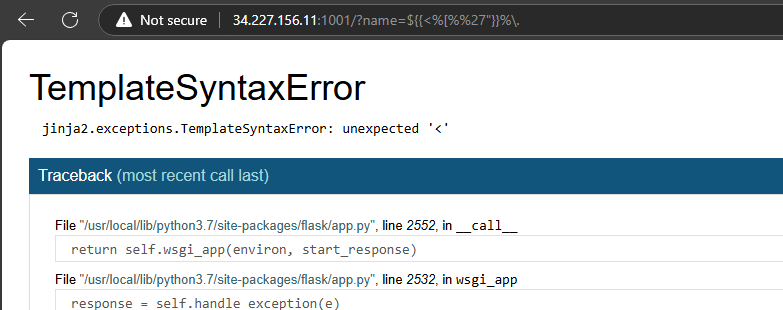 Not secure 34.227.156.11:1001/?name=${{<%[%%27"}}%\.
TemplateSyntaxError
jinja2.exceptions.TemplateSyntaxError: unexpected '<'
Traceback (most recent call last)
File "/usr/local/lib/python3.7/site-packages/flask/app.py", line 2552, in __call__
return self.wsgi_app(environ, start_response)
File "/usr/local/lib/python3.7/site-packages/flask/app.py", line 2532, in wsgi_app
response = self.handle_exception(e)